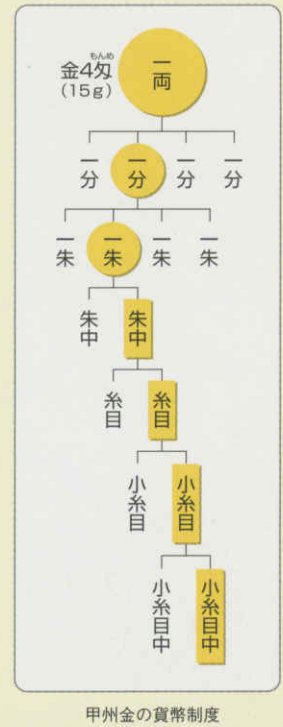 もんめ
金4匁
(15g)
一両
一分 一分 一分 一分
一朱 一朱 一朱 一朱
朱中 朱中
糸目 糸目
小糸目 小糸目
小糸目中 小糸目中
甲州金の貨幣制度